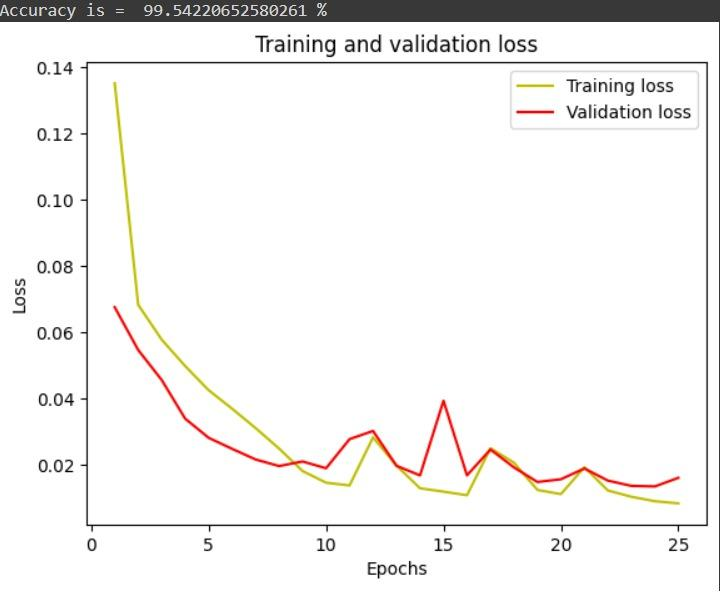 Accuracy is =  99.54220652580261 %
Training and validation loss
Training loss
Validation loss
0.14
0.12
0.10
0.08
0.06
0.04
0.02
Loss
0 5 10 15 20 25
Epochs